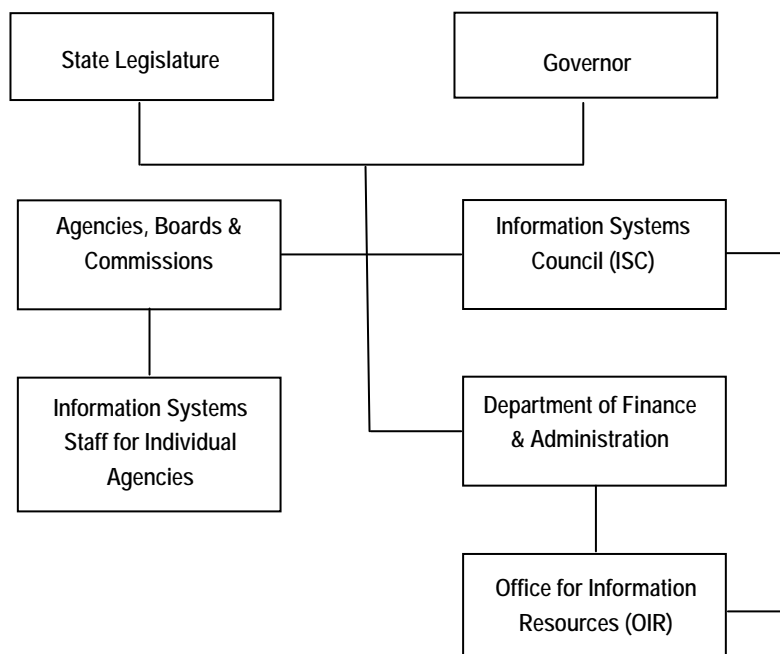 State Legislature
Governor
Agencies, Boards &
Commissions
Information Systems
Council (ISC)
Information Systems
Staff for Individual
Agencies
Department of Finance
& Administration
Office for Information
Resources (OIR)